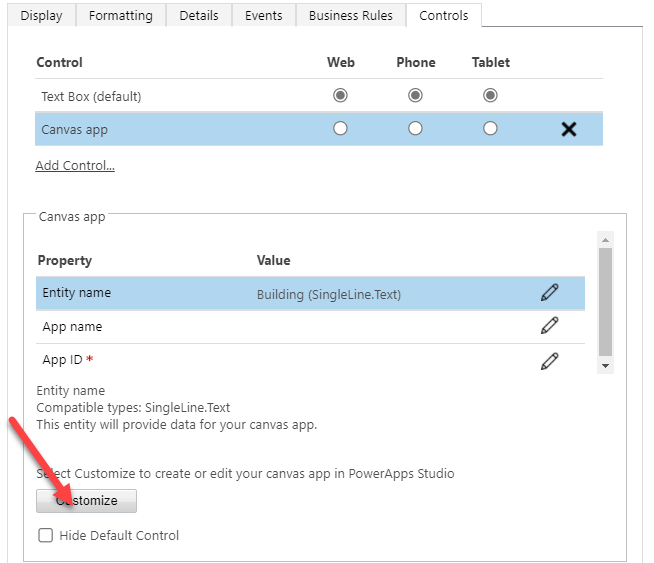 Display Formatting Details Events Business Rules Controls
Control Web Phone Tablet
Text Box (default)
Canvas app
Add Control...
Canvas app
Property Value
Entity name Building (SingleLine.Text)
App name
App ID *
Entity name
Compatible types: SingleLine.Text
This entity will provide data for your canvas app.
Select Customize to create or edit your canvas app in PowerApps Studio
Customize
Hide Default Control